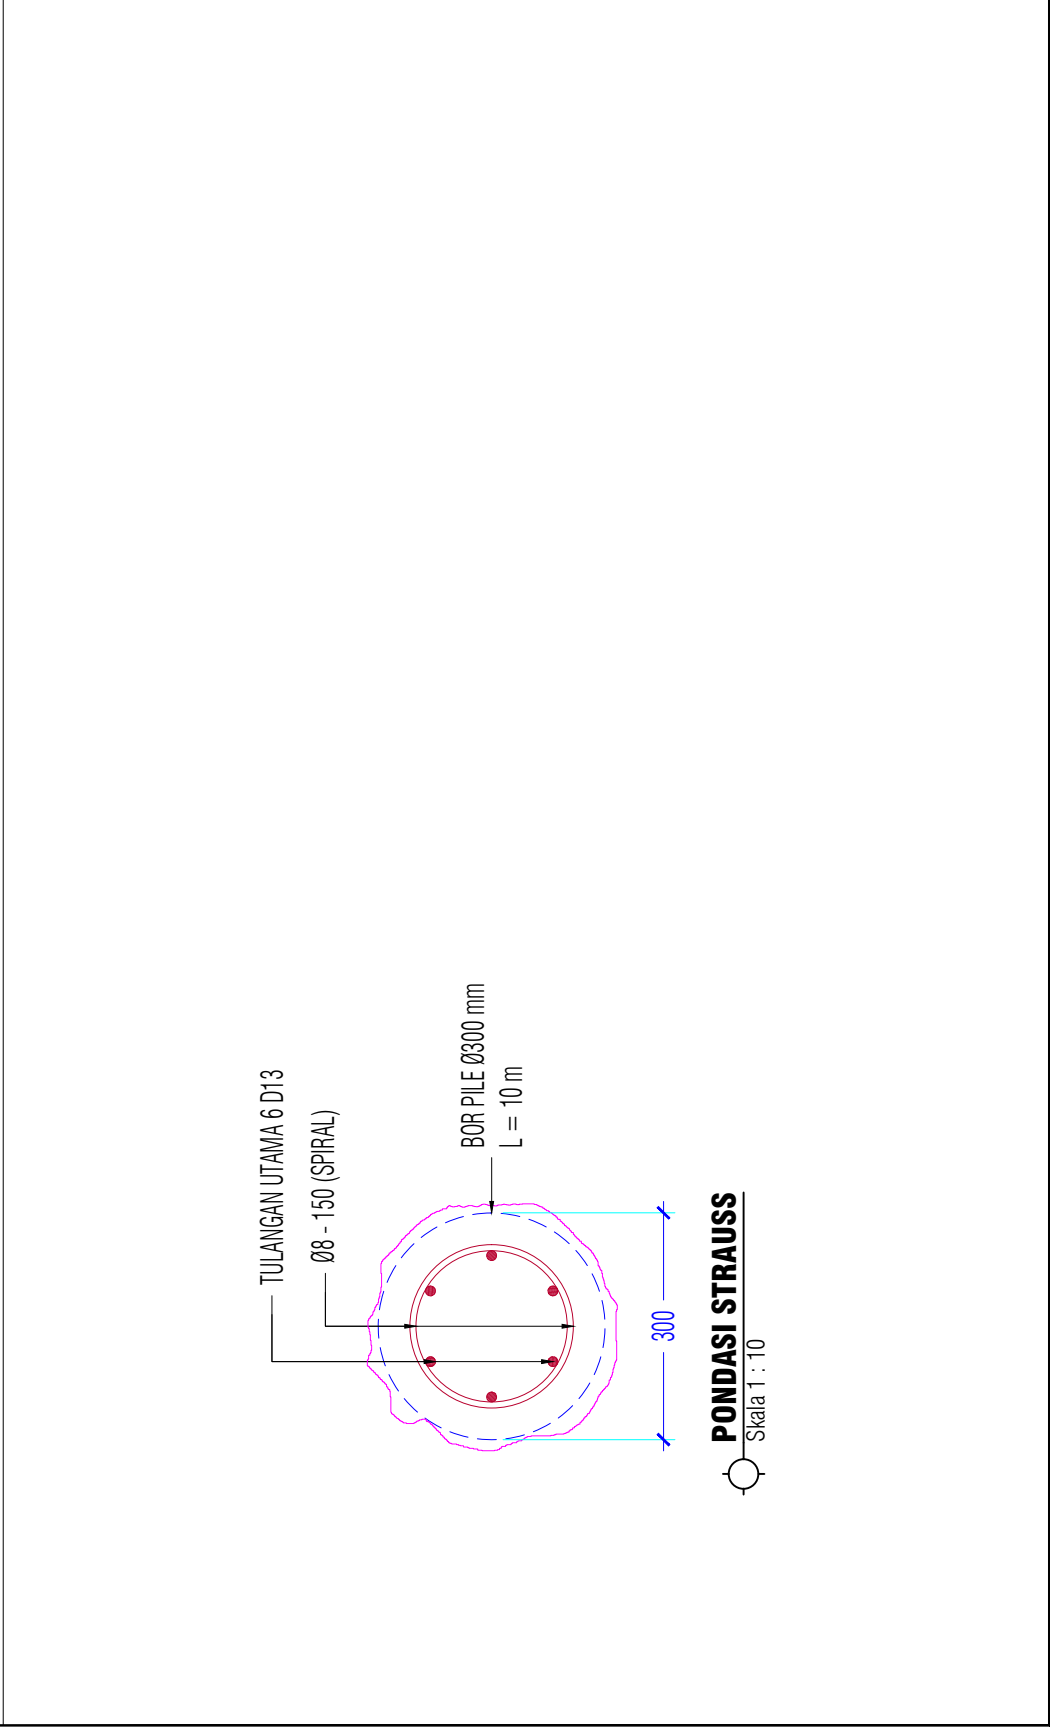 TULANGAN UTAMA 6 D13
Ø8 - 150 (SPIRAL)
BOR PILE Ø300 mm
L = 10 m
300
PONDASI STRAUSS
Skala 1 : 10